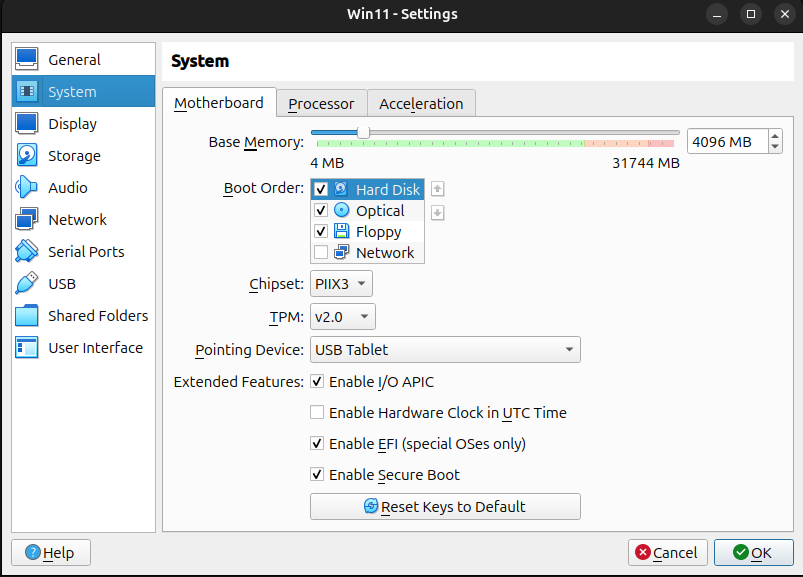 Win11 - Settings
General
System
Display
Storage
Audio
Network
Serial Ports
USB
Shared Folders
User Interface
System
Motherboard Processor Acceleration
Base Memory: 4096 MB
4 MB 31744 MB
Boot Order: Hard Disk
Optical
Floppy
Network
Chipset: PIIX3
TPM: v2.0
Pointing Device: USB Tablet
Extended Features: Enable I/O APIC
Enable Hardware Clock in UTC Time
Enable EFI (special OSes only)
Enable Secure Boot
Reset Keys to Default
Help Cancel OK